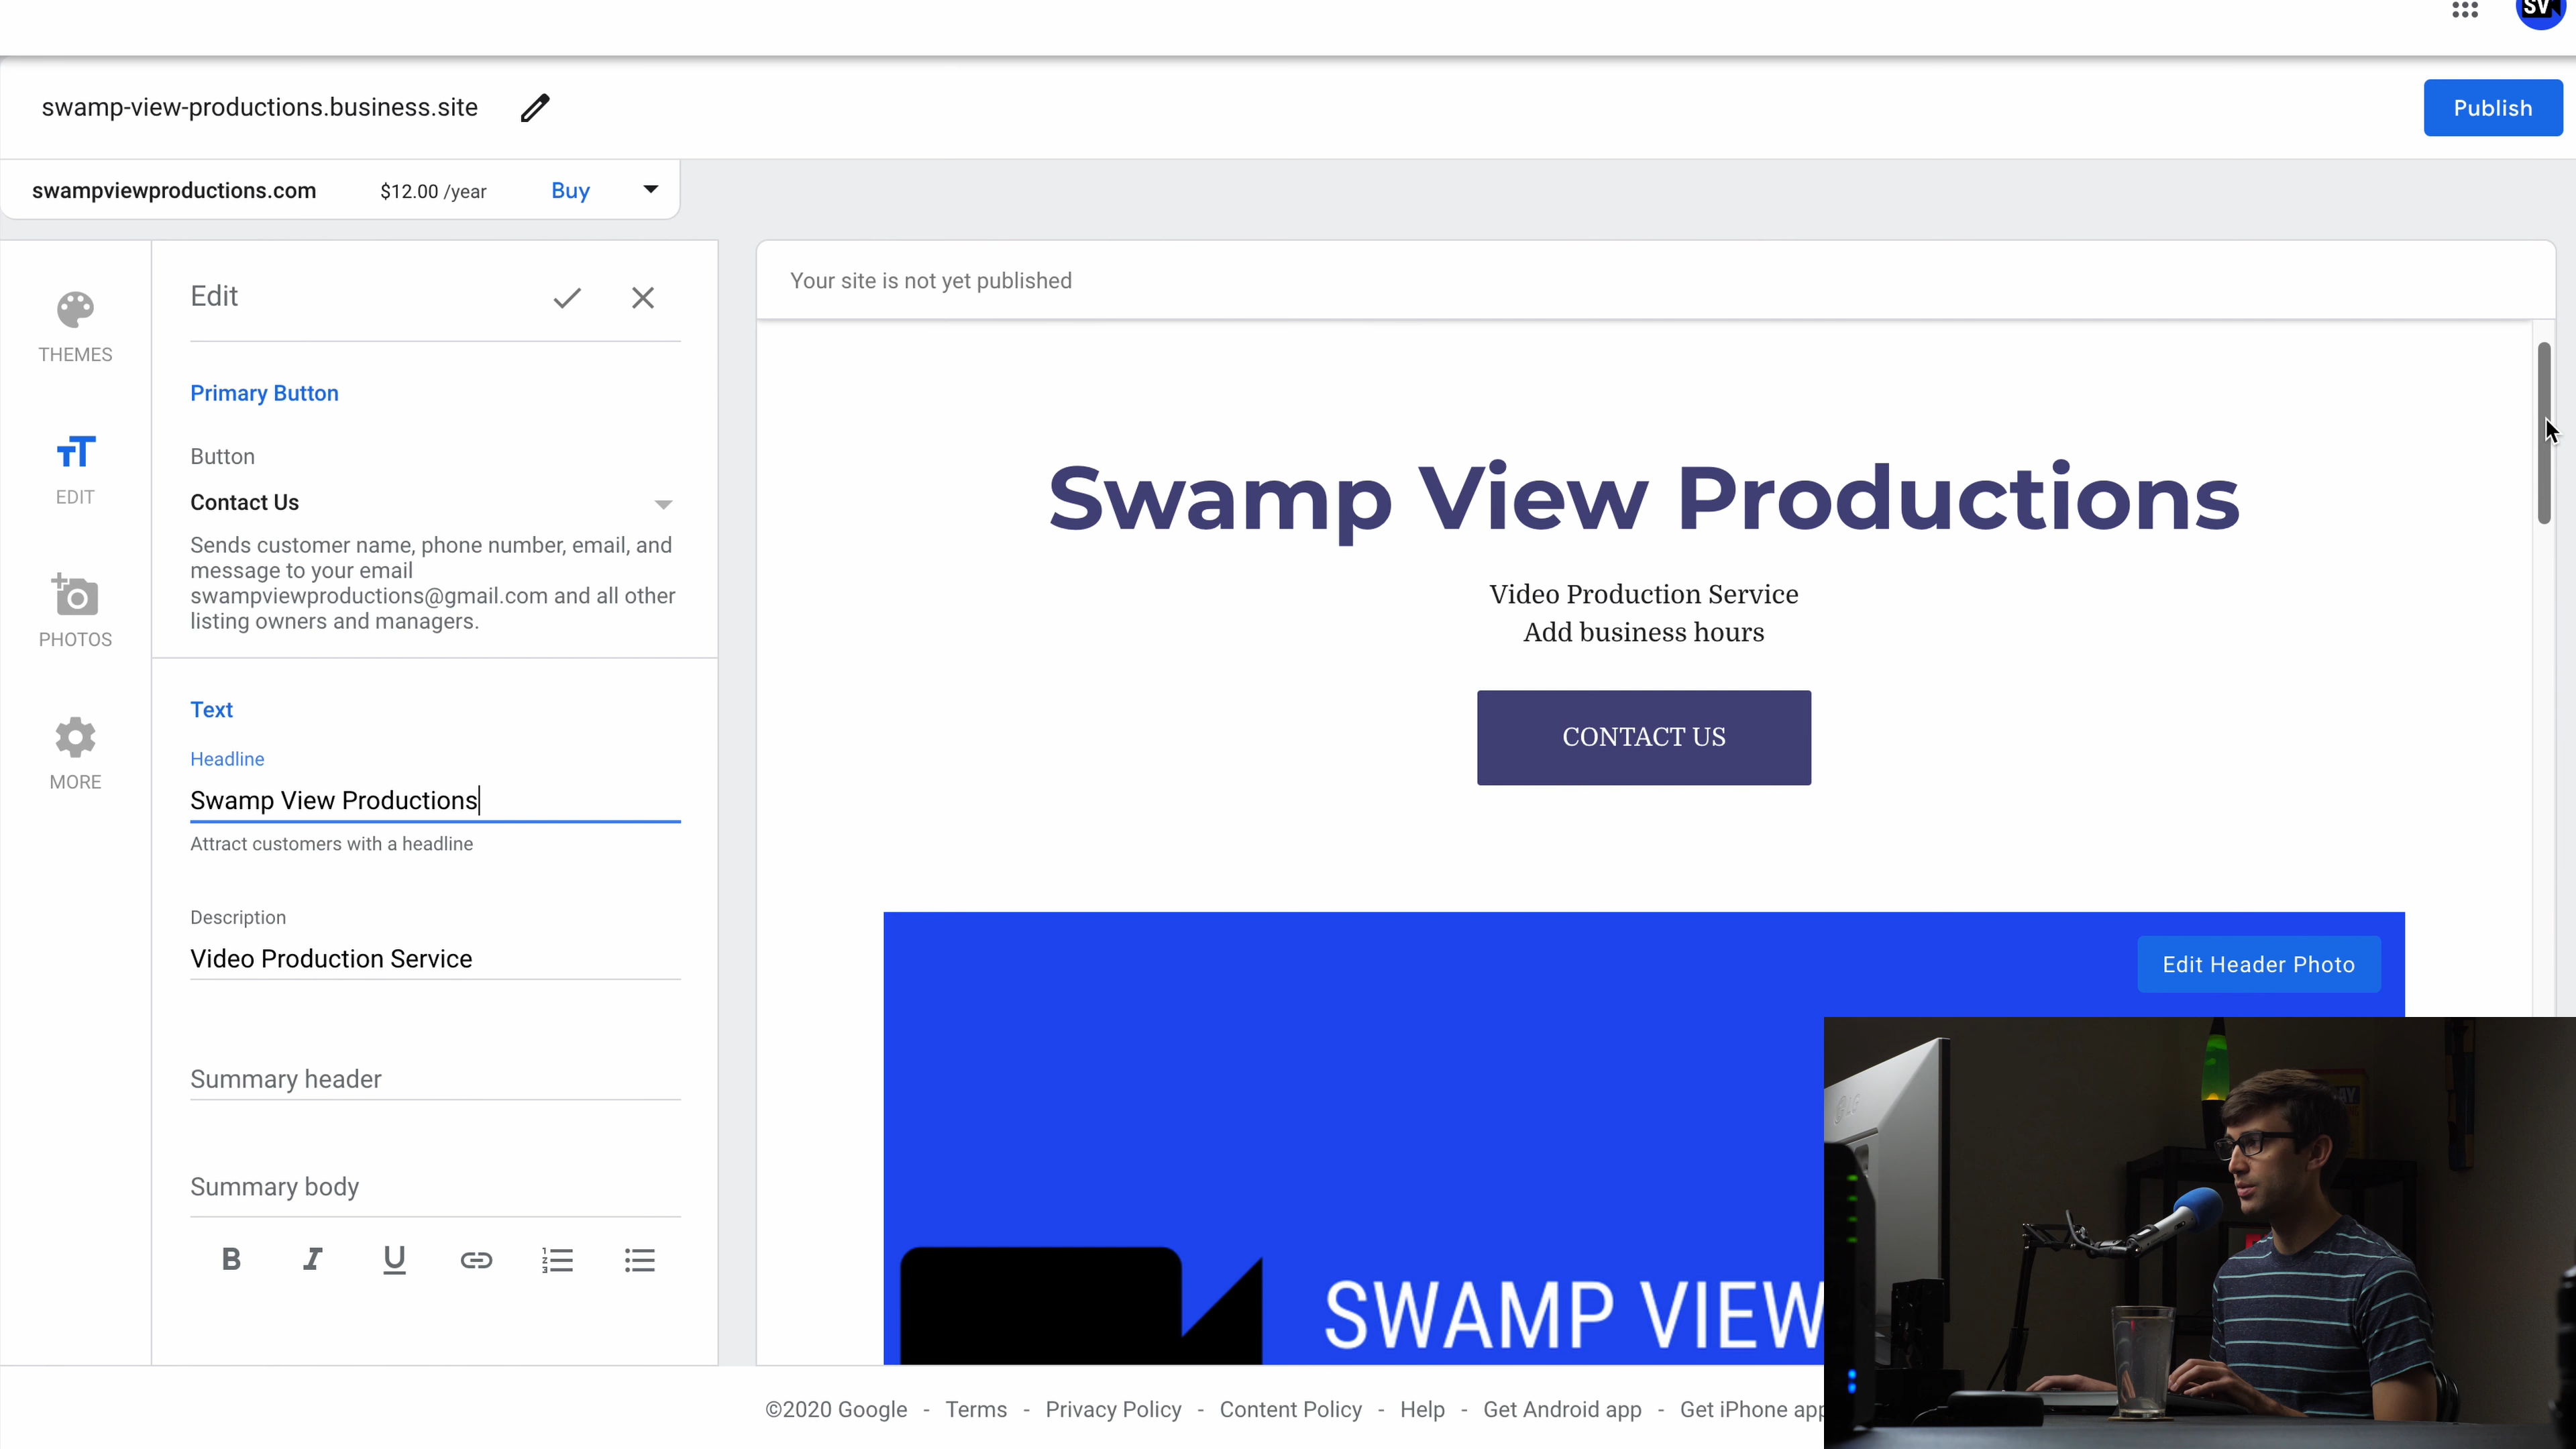 SV
swamp-view-productions.business.site
Publish
swampviewproductions.com $12.00 /year Buy
THEMES
EDIT
PHOTOS
MORE
Edit
Primary Button
Button
Contact Us
Sends customer name, phone number, email, and
message to your email
swampviewproductions@gmail.com and all other
listing owners and managers.
Text
Headline
Swamp View Productions
Attract customers with a headline
Description
Video Production Service
Summary header
Summary body
B I U
Your site is not yet published
Swamp View Productions
Video Production Service
Add business hours
CONTACT US
Edit Header Photo
SWAMP VIEW
LG
©2020 Google - Terms - Privacy Policy - Content Policy - Help - Get Android app - Get iPhone app